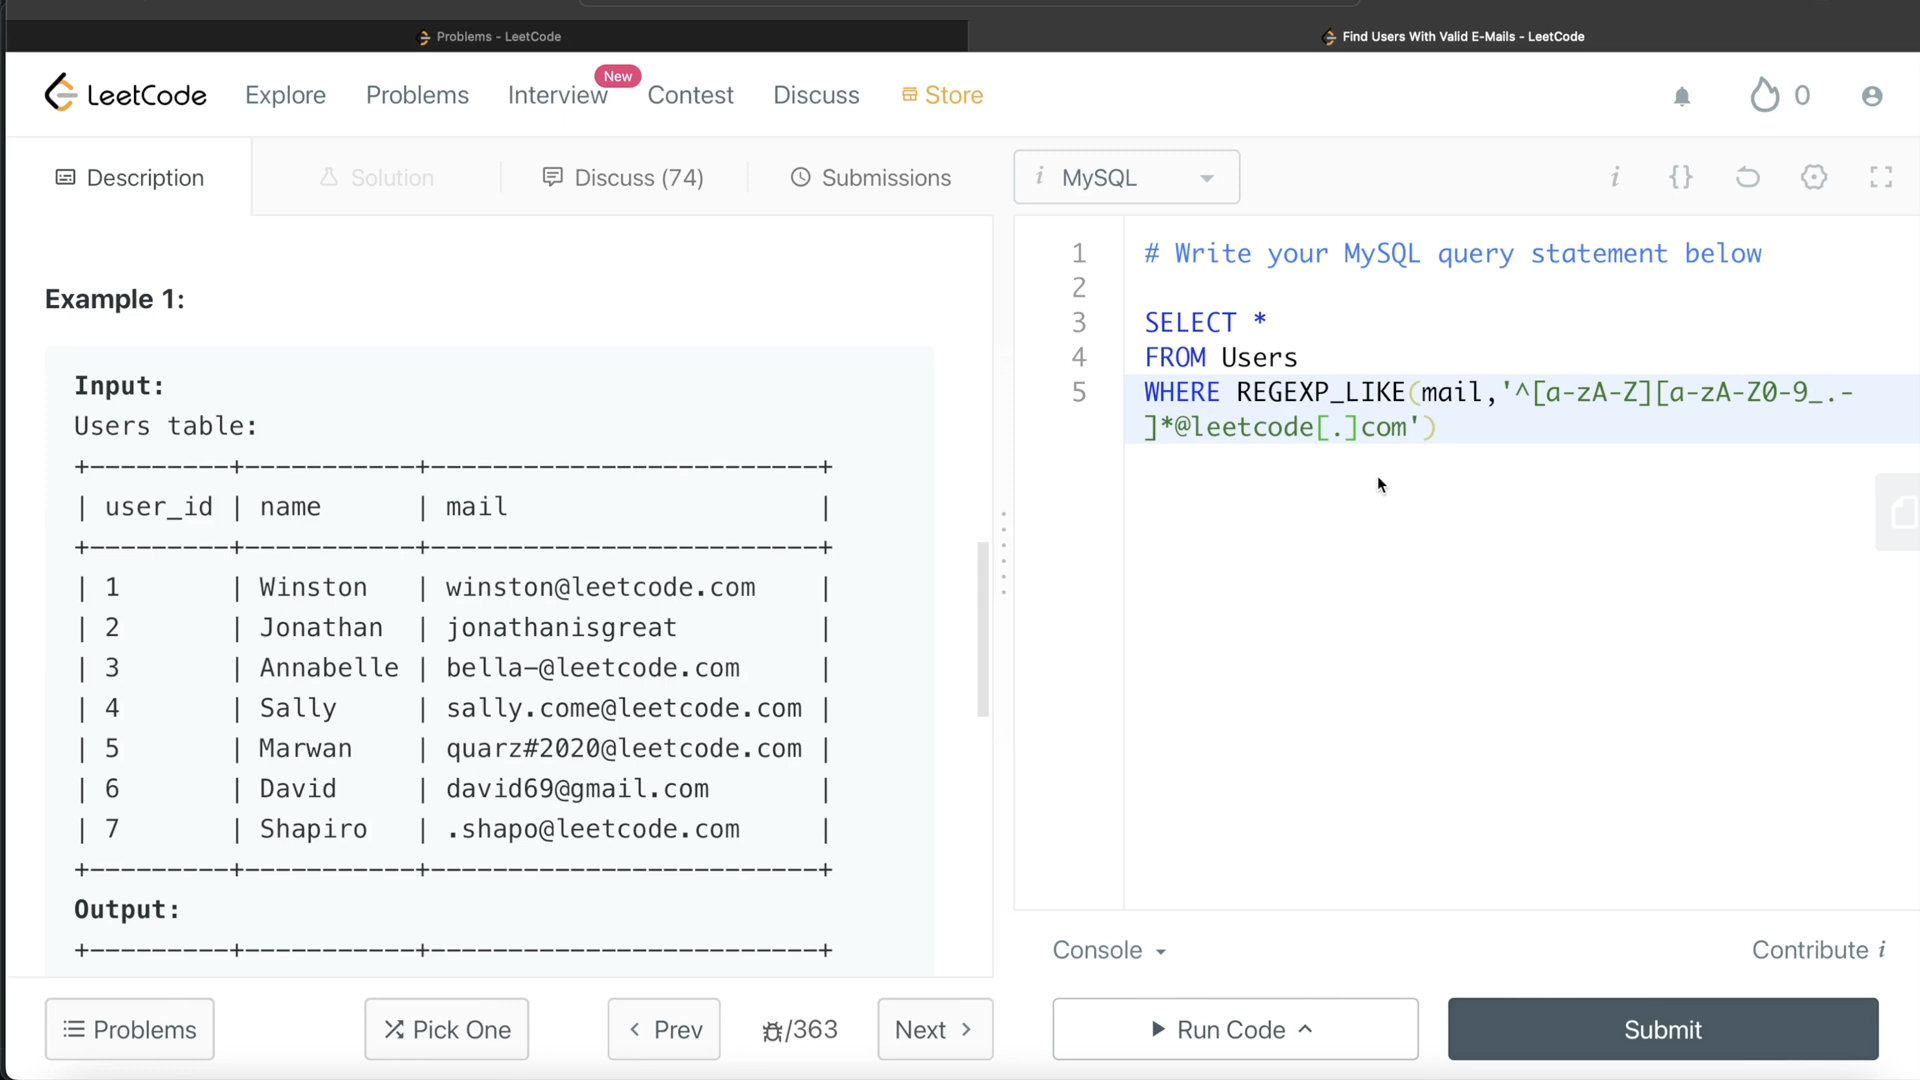 Problems - LeetCode
Find Users With Valid E-Mails - LeetCode
LeetCode Explore Problems Interview New Contest Discuss Store 0
Description Solution Discuss (74) Submissions
i MySQL
i {}
Example 1:
Input:
Users table:
+---------+-----------+-------------------------+
| user_id | name      | mail                    |
+---------+-----------+-------------------------+
| 1       | Winston   | winston@leetcode.com    |
| 2       | Jonathan  | jonathanisgreat         |
| 3       | Annabelle | bella-@leetcode.com     |
| 4       | Sally     | sally.come@leetcode.com |
| 5       | Marwan    | quarz#2020@leetcode.com |
| 6       | David     | david69@gmail.com       |
| 7       | Shapiro   | .shapo@leetcode.com     |
+---------+-----------+-------------------------+
Output:
+---------+-----------+-------------------------+
1 # Write your MySQL query statement below
2
3 SELECT *
4 FROM Users
5 WHERE REGEXP_LIKE(mail,'^[a-zA-Z][a-zA-Z0-9_.-
]*@leetcode[.]com')
Console
Contribute i
Problems
Pick One
Prev
/363
Next
Run Code
Submit